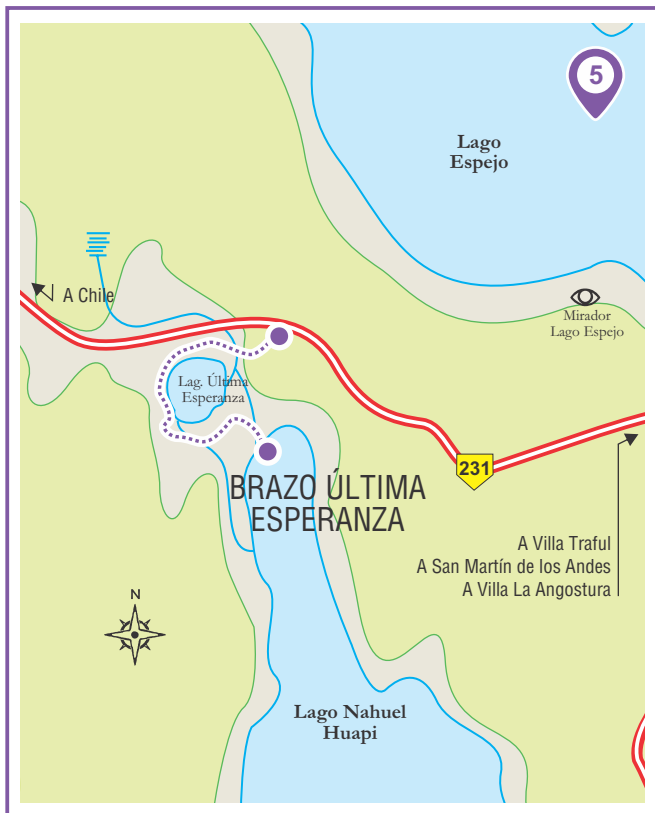 5
Lago
Espejo
A Chile
Mirador
Lago Espejo
Lag. Última
Esperanza
231
BRAZO ÚLTIMA
ESPERANZA
A Villa Traful
A San Martín de los Andes
A Villa La Angostura
N
Lago Nahuel
Huapi